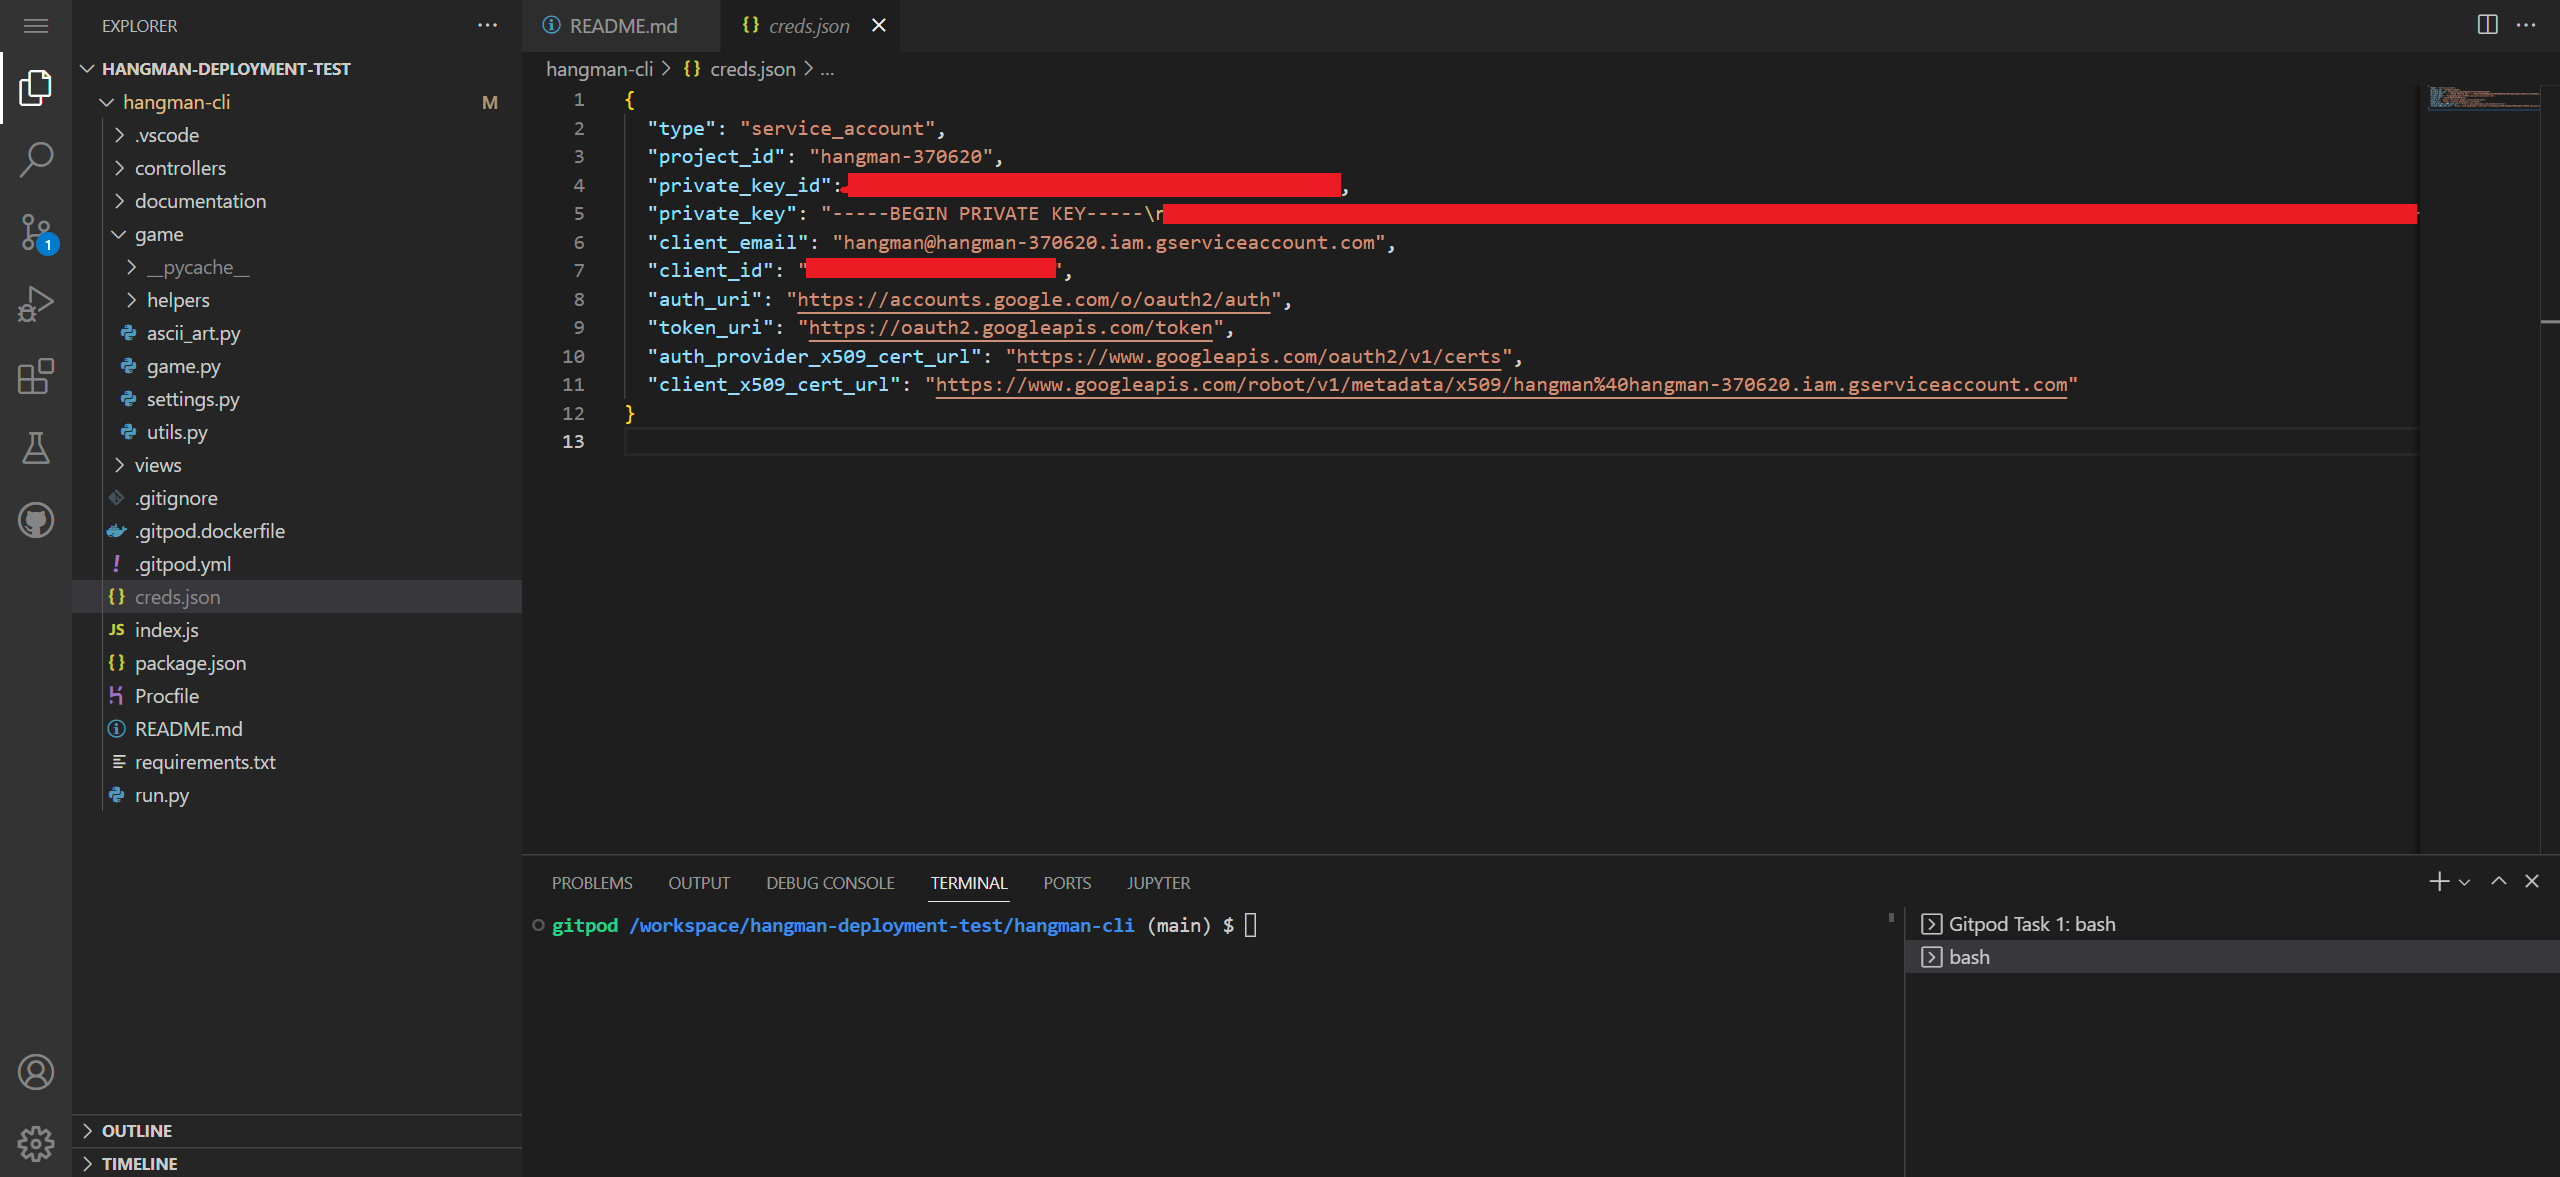 EXPLORER
HANGMAN-DEPLOYMENT-TEST
hangman-cli M
.vscode
controllers
documentation
game
__pycache__
helpers
ascii_art.py
game.py
settings.py
utils.py
views
.gitignore
.gitpod.dockerfile
! .gitpod.yml
{} creds.json
JS index.js
{} package.json
Procfile
README.md
requirements.txt
run.py
OUTLINE
TIMELINE
1
README.md {} creds.json
hangman-cli > {} creds.json > ...
1 {
2 "type": "service_account",
3 "project_id": "hangman-370620",
4 "private_key_id": ,
5 "private_key": "-----BEGIN PRIVATE KEY-----\
6 "client_email": "hangman@hangman-370620.iam.gserviceaccount.com",
7 "client_id": "",
8 "auth_uri": "https://accounts.google.com/o/oauth2/auth",
9 "token_uri": "https://oauth2.googleapis.com/token",
10 "auth_provider_x509_cert_url": "https://www.googleapis.com/oauth2/v1/certs",
11 "client_x509_cert_url": "https://www.googleapis.com/robot/v1/metadata/x509/hangman%40hangman-370620.iam.gserviceaccount.com"
12 }
13
PROBLEMS OUTPUT DEBUG CONSOLE TERMINAL PORTS JUPYTER
gitpod /workspace/hangman-deployment-test/hangman-cli (main) $
Gitpod Task 1: bash
bash